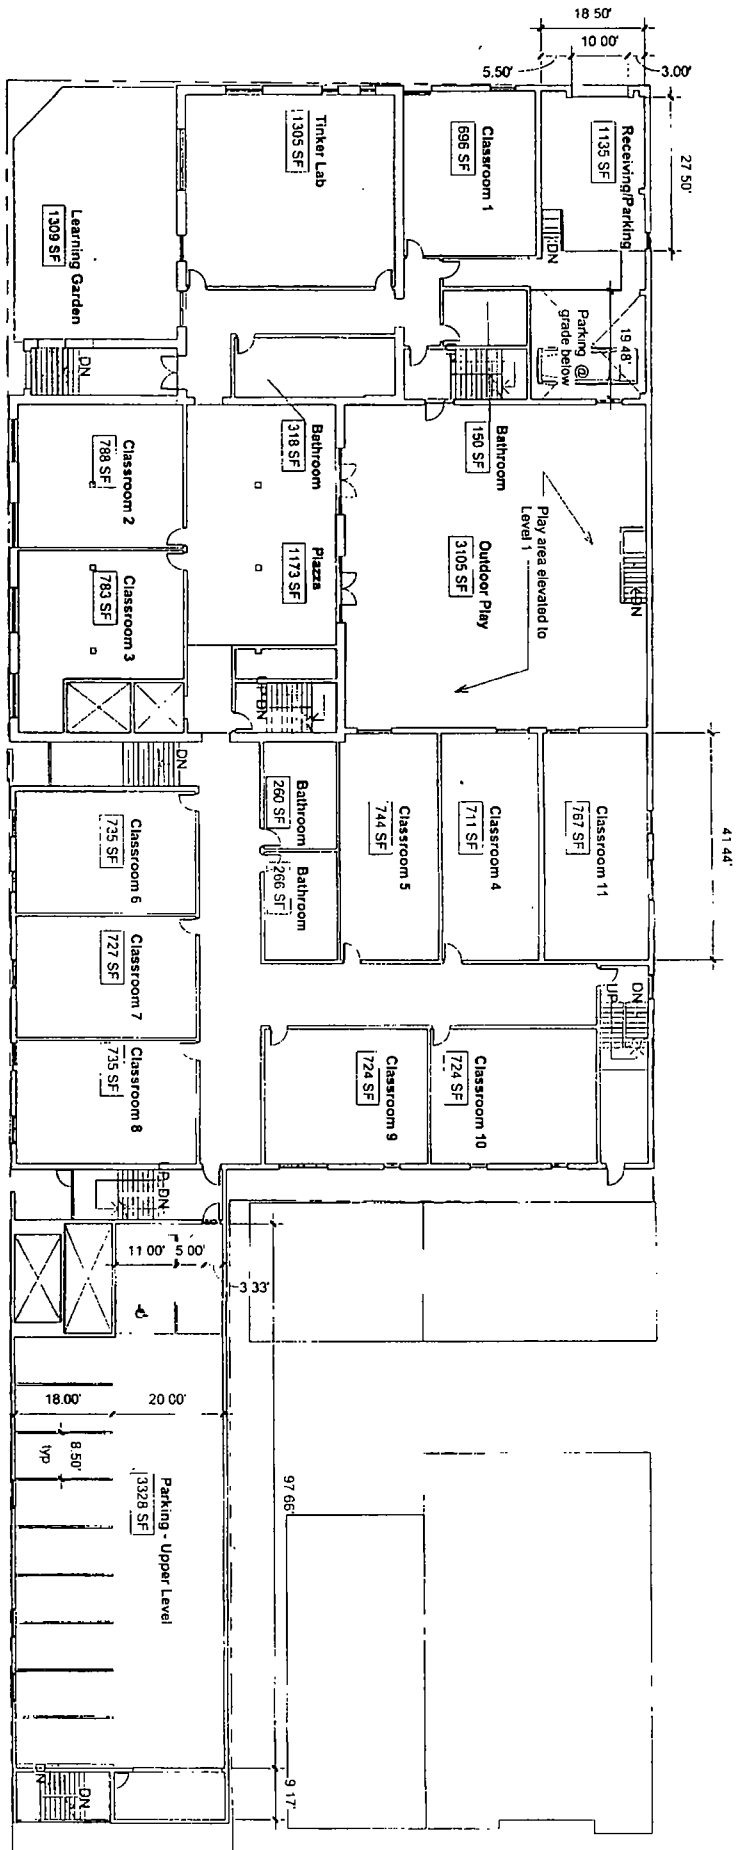 18 50'
10 00'
5.50'
3.00'
27 50'
Receiving/Parking
1135 SF
Classroom 1
696 SF
Tinker Lab
1305 SF
Learning Garden
1309 SF
DN
Parking @
grade below
19 48'
DN
Bathroom
150 SF
Bathroom
318 SF
Classroom 2
788 SF
Classroom 3
783 SF
Piazza
1173 SF
Outdoor Play
3105 SF
Play area elevated to
Level 1
DN
DN
DN
41 44'
Classroom 11
767 SF
Classroom 4
711 SF
Classroom 5
744 SF
Bathroom
260 SF
Bathroom
266 SF
Classroom 6
735 SF
Classroom 7
727 SF
Classroom 8
735 SF
Classroom 9
724 SF
Classroom 10
724 SF
DN
UP
UP DN
11 00'
5 00'
3 33'
18.00'
20 00'
8.50'
typ
Parking - Upper Level
3328 SF
97 66'
9 17'
DN
DN